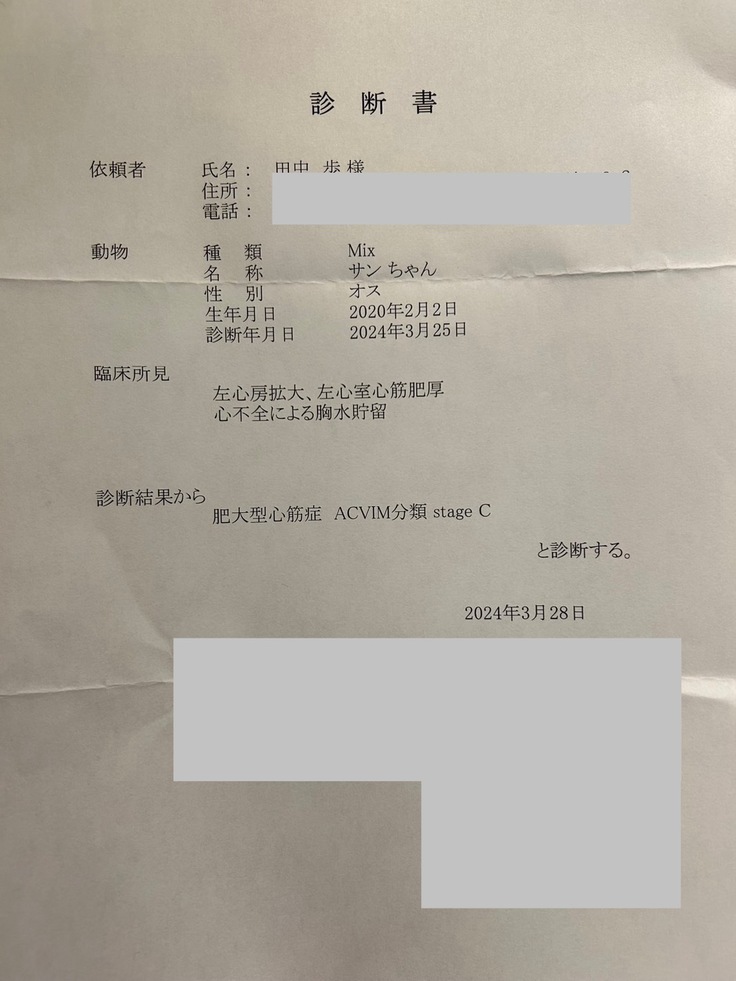 診断書
依頼者 氏名： 田中 歩 様
住所：
電話：
動物 種 類 Mix
名 称 サン ちゃん
性 別 オス
生年月日 2020年2月2日
診断年月日 2024年3月25日
臨床所見
左心房拡大、左心室心筋肥厚
心不全による胸水貯留
診断結果から
肥大型心筋症 ACVIM分類 stage C
と診断する。
2024年3月28日